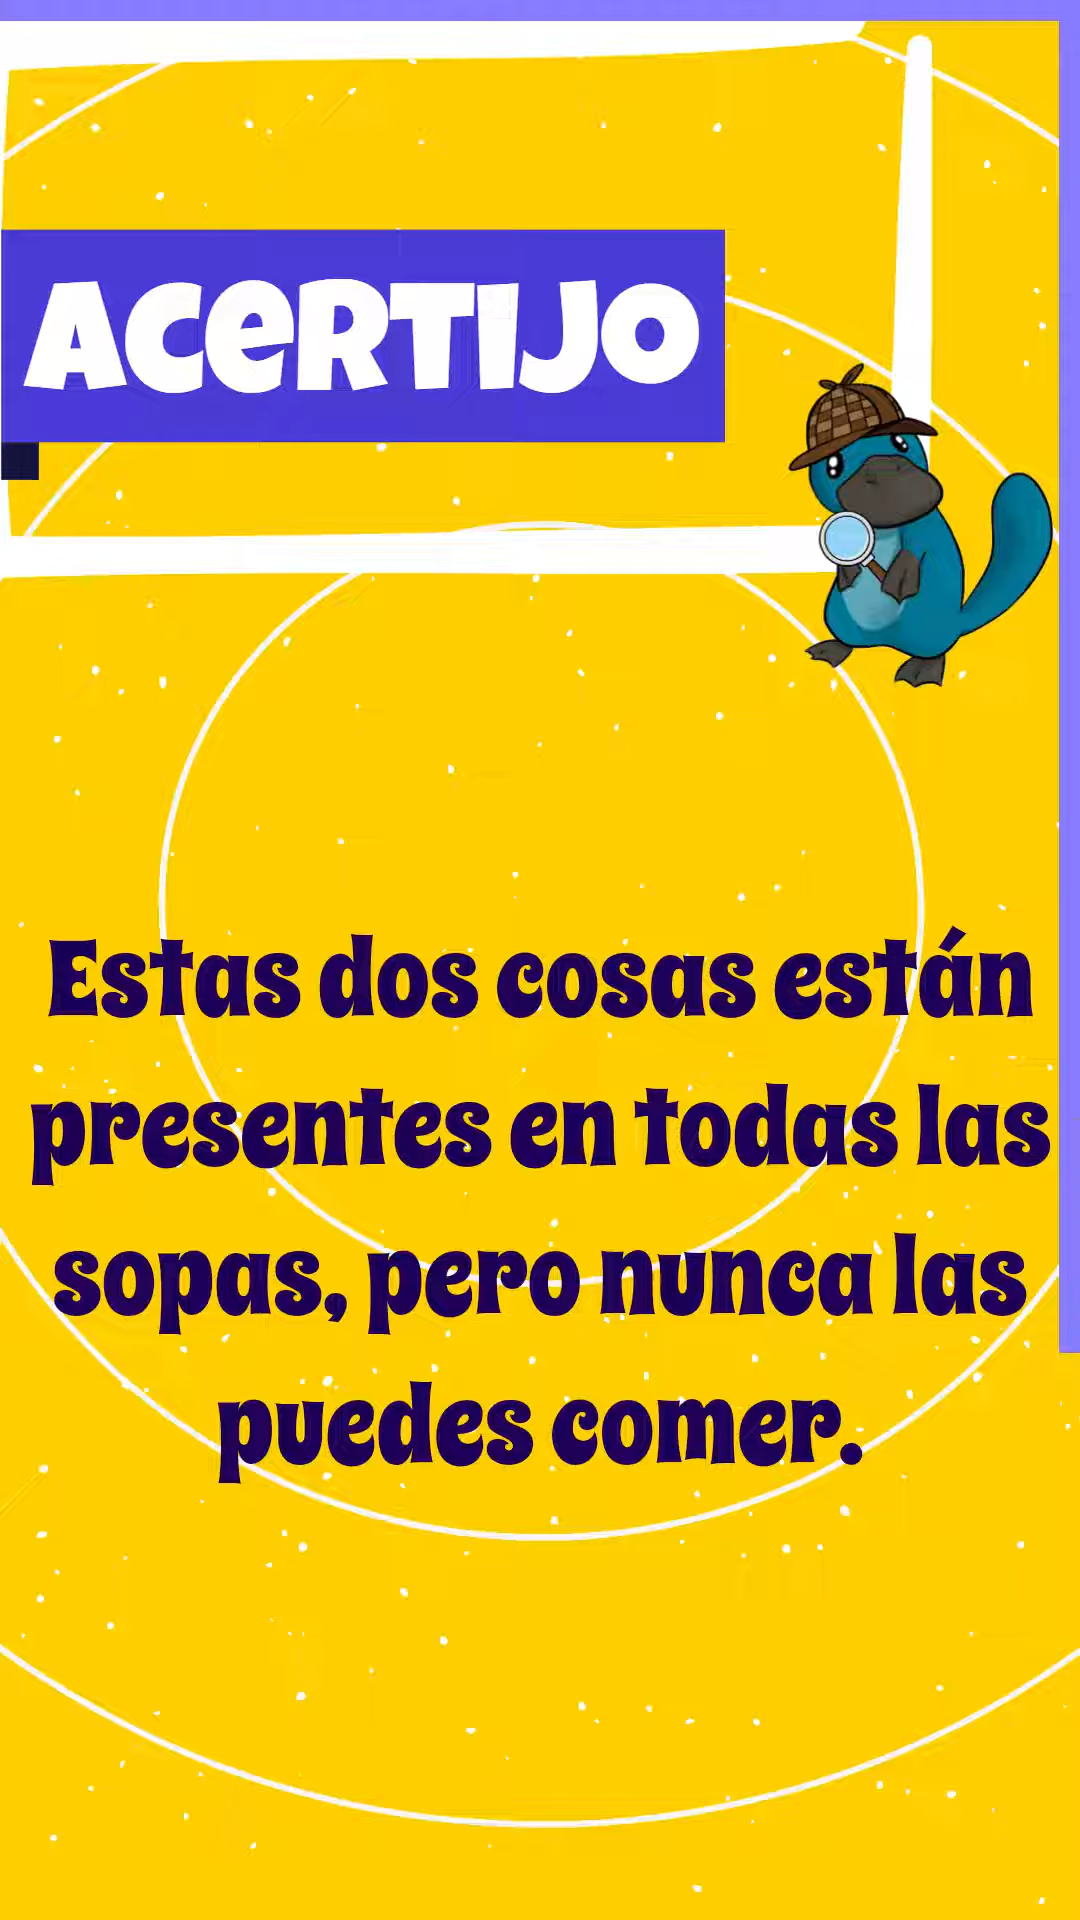 ACERTIJO
Estas dos cosas están
presentes en todas las
sopas, pero nunca las
puedes comer.